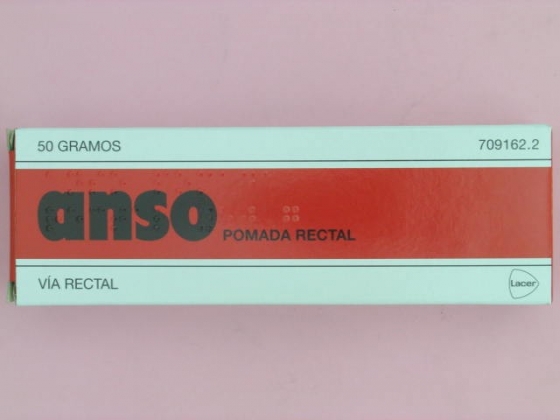 50 GRAMOS 709162.2
anso POMADA RECTAL
VÍA RECTAL Lacer